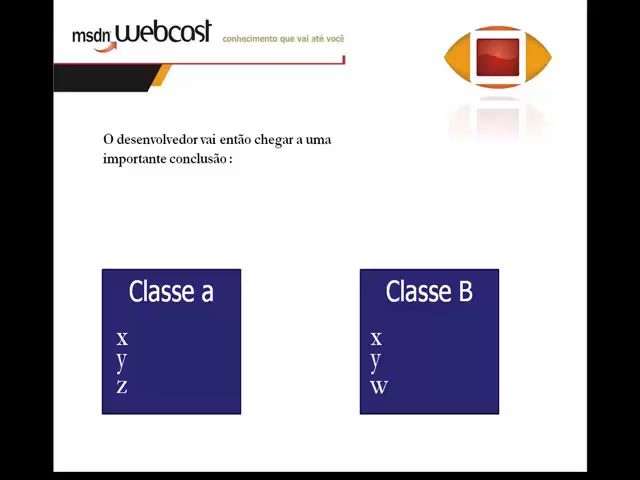 msdn webcast conhecimento que vai até você
O desenvolvedor vai então chegar a uma
importante conclusão :
Classe a
x
y
z
Classe B
x
y
w